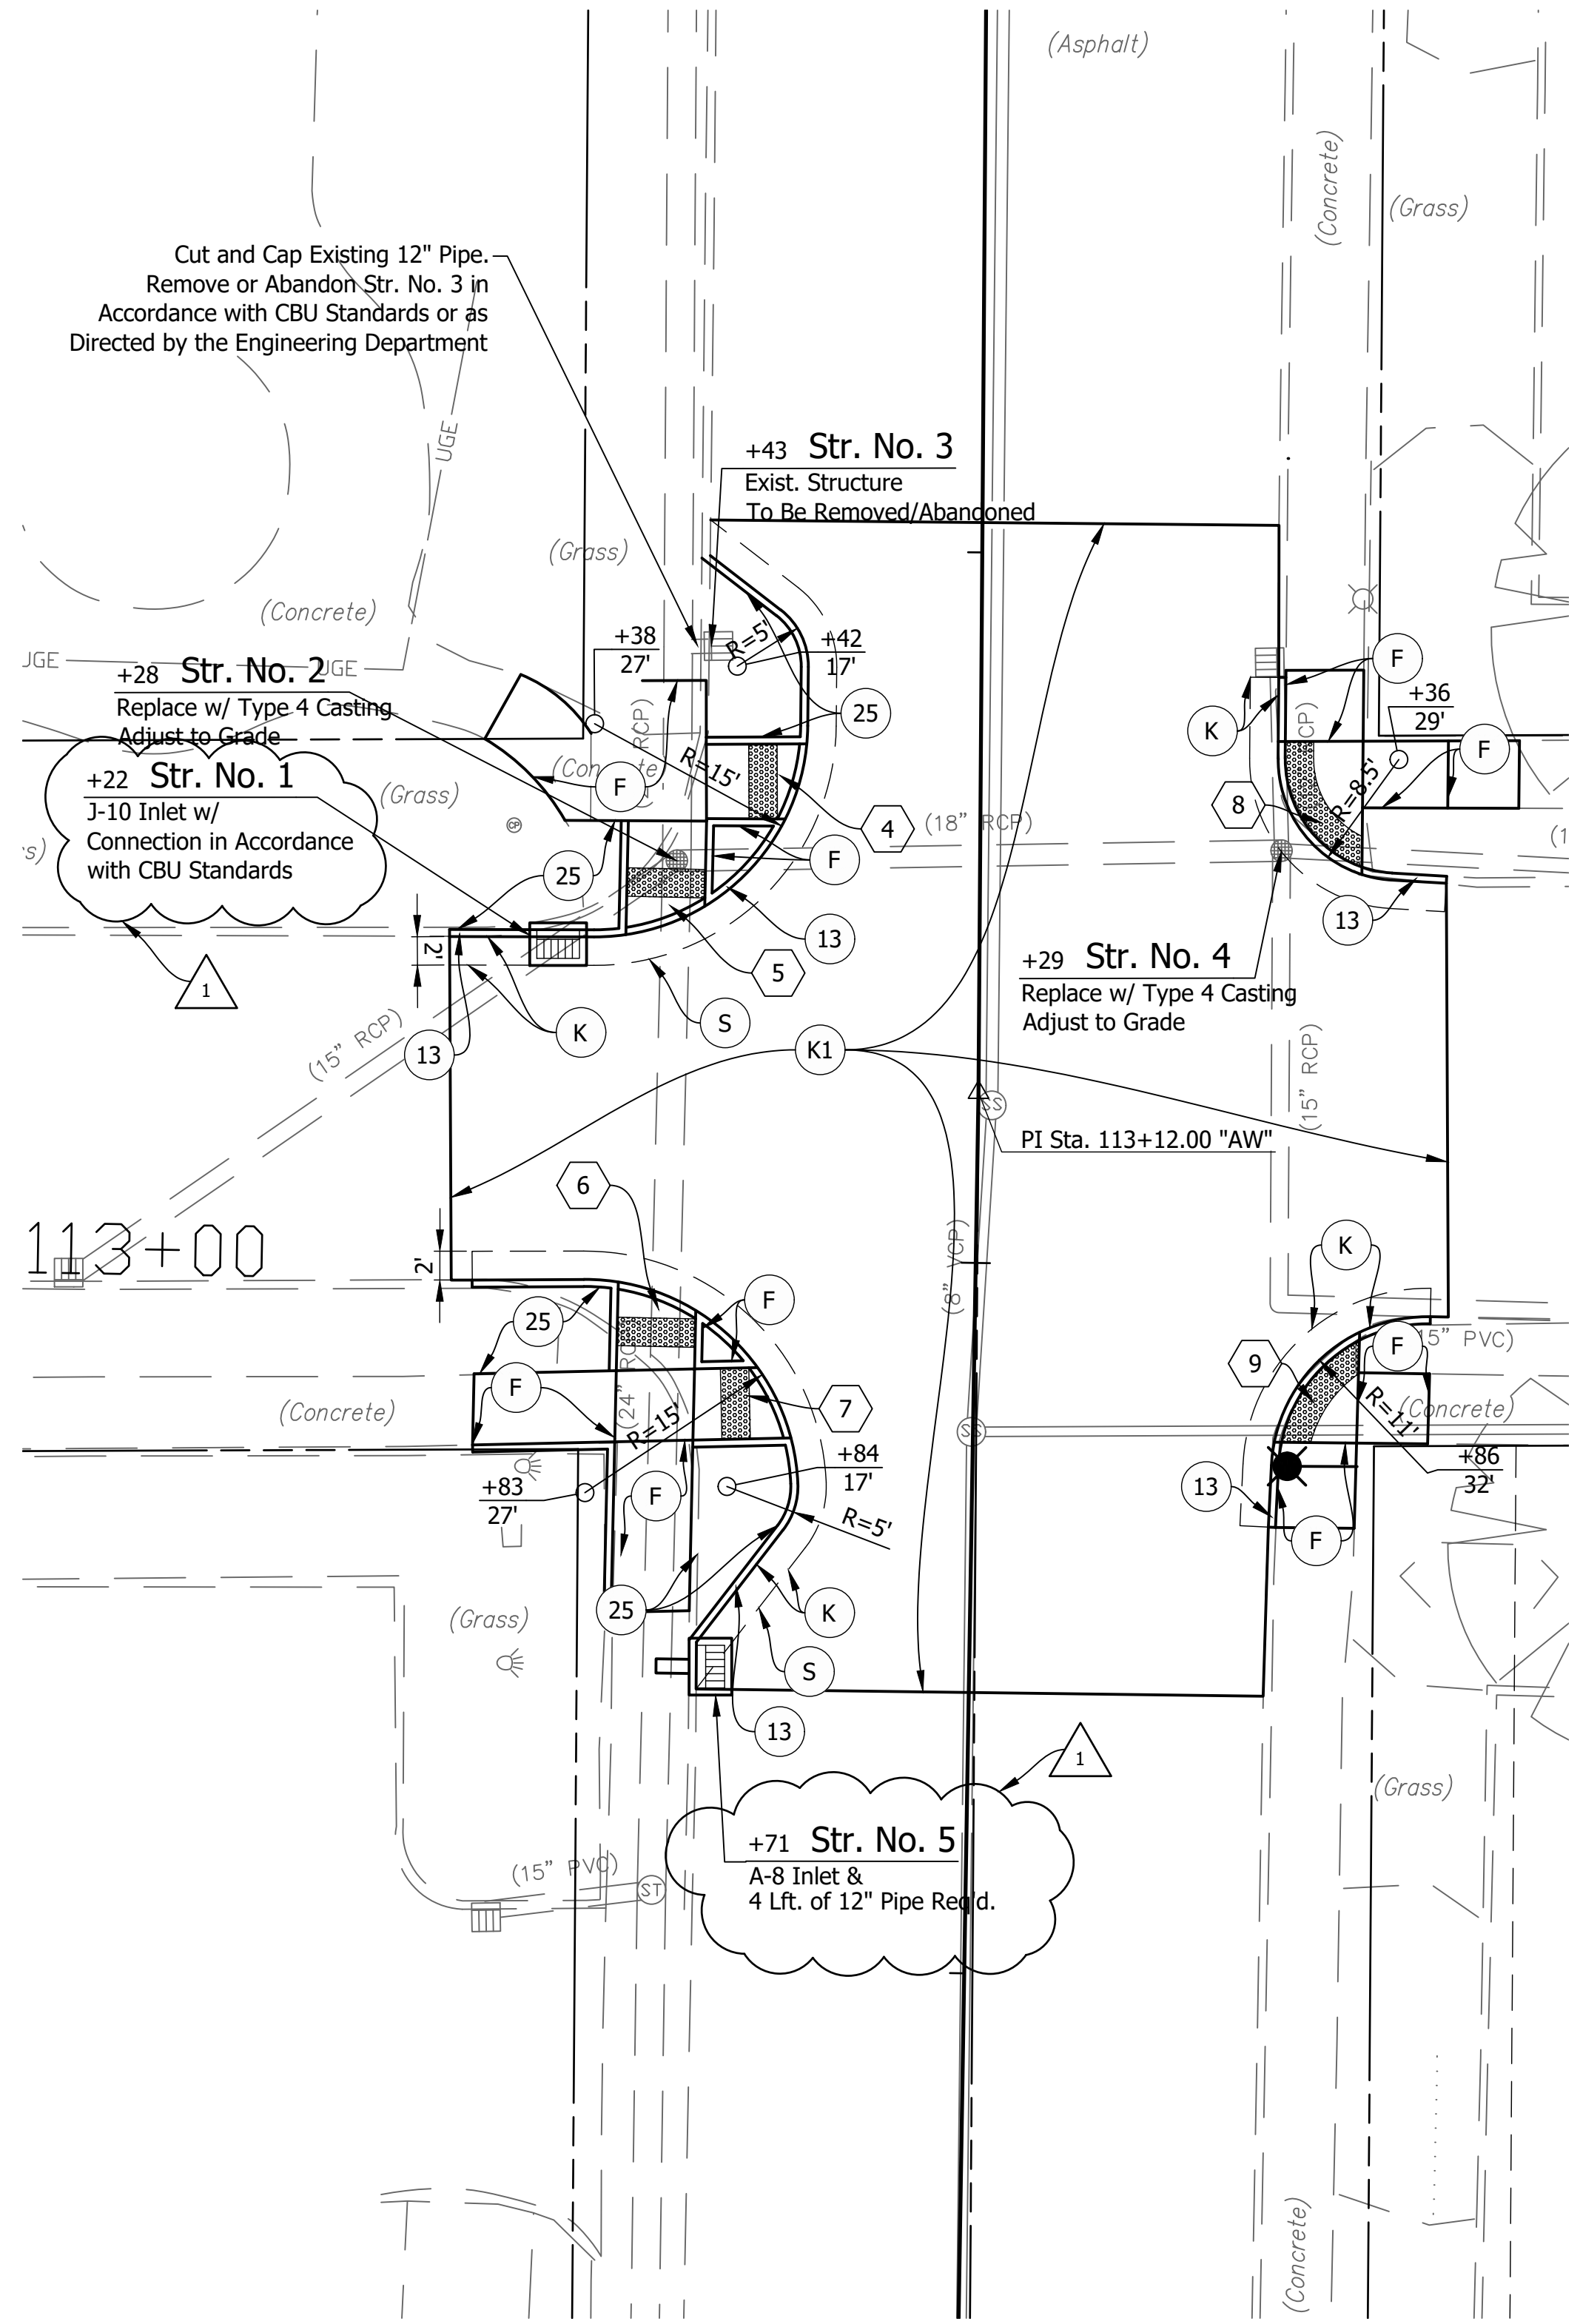 (Asphalt)
(Concrete)
(Grass)
Cut and Cap Existing 12" Pipe.
Remove or Abandon Str. No. 3 in
Accordance with CBU Standards or as
Directed by the Engineering Department
UGE
+43 Str. No. 3
Exist. Structure
To Be Removed/Abandoned
(Grass)
(Concrete)
UGE
UGE
+38
27'
R=5'
+42
17'
F
+28 Str. No. 2
Replace w/ Type 4 Casting
Adjust to Grade
25
K
+36
29'
F
R=15'
F
+22 Str. No. 1
J-10 Inlet w/
Connection in Accordance
with CBU Standards
(Grass)
CP
R=8.5'
8
4
(18" RCP)
F
25
13
13
2'
5
1
S
K
13
(15" RCP)
K1
+29 Str. No. 4
Replace w/ Type 4 Casting
Adjust to Grade
(15" RCP)
SS
PI Sta. 113+12.00 "AW"
6
113+00
2'
(8" VCP)
K
F
25
F
15" PVC)
9
F
(Concrete)
(24" RC
R=15'
7
R=11'
(Concrete)
SS
+84
17'
+86
32'
+83
27'
F
13
R=5'
F
25
K
(Grass)
S
13
1
(Grass)
+71 Str. No. 5
A-8 Inlet &
4 Lft. of 12" Pipe Req'd.
(15" PVC)
ST
(Concrete)